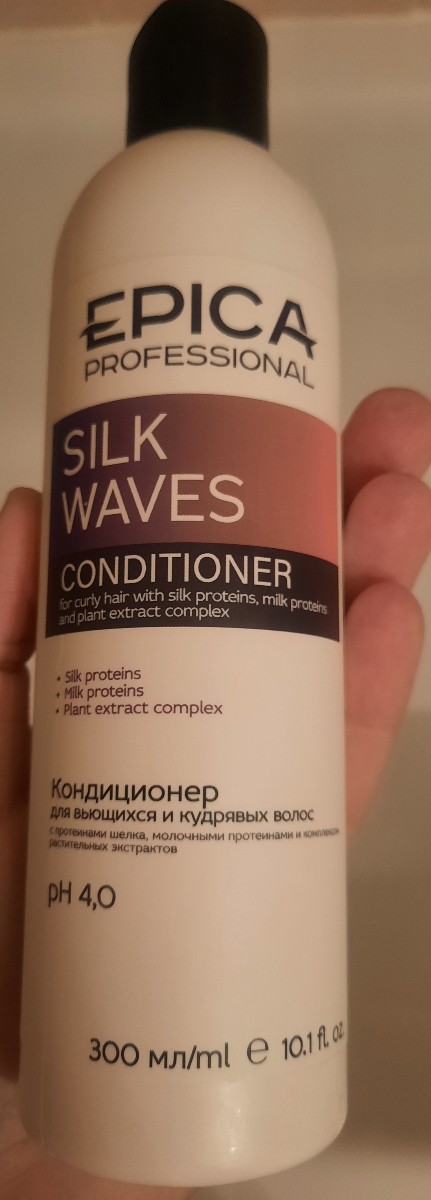 EPICA
PROFESSIONAL
SILK
WAVES
CONDITIONER
for curly hair with silk proteins, milk proteins
and plant extract complex
• Silk proteins
• Milk proteins
• Plant extract complex
Кондиционер
для вьющихся и кудрявых волос
с протеинами шелка, молочными протеинами и комплексом
растительных экстрактов
pH 4,0
300 мл/ml ℮ 10.1 fl. oz.